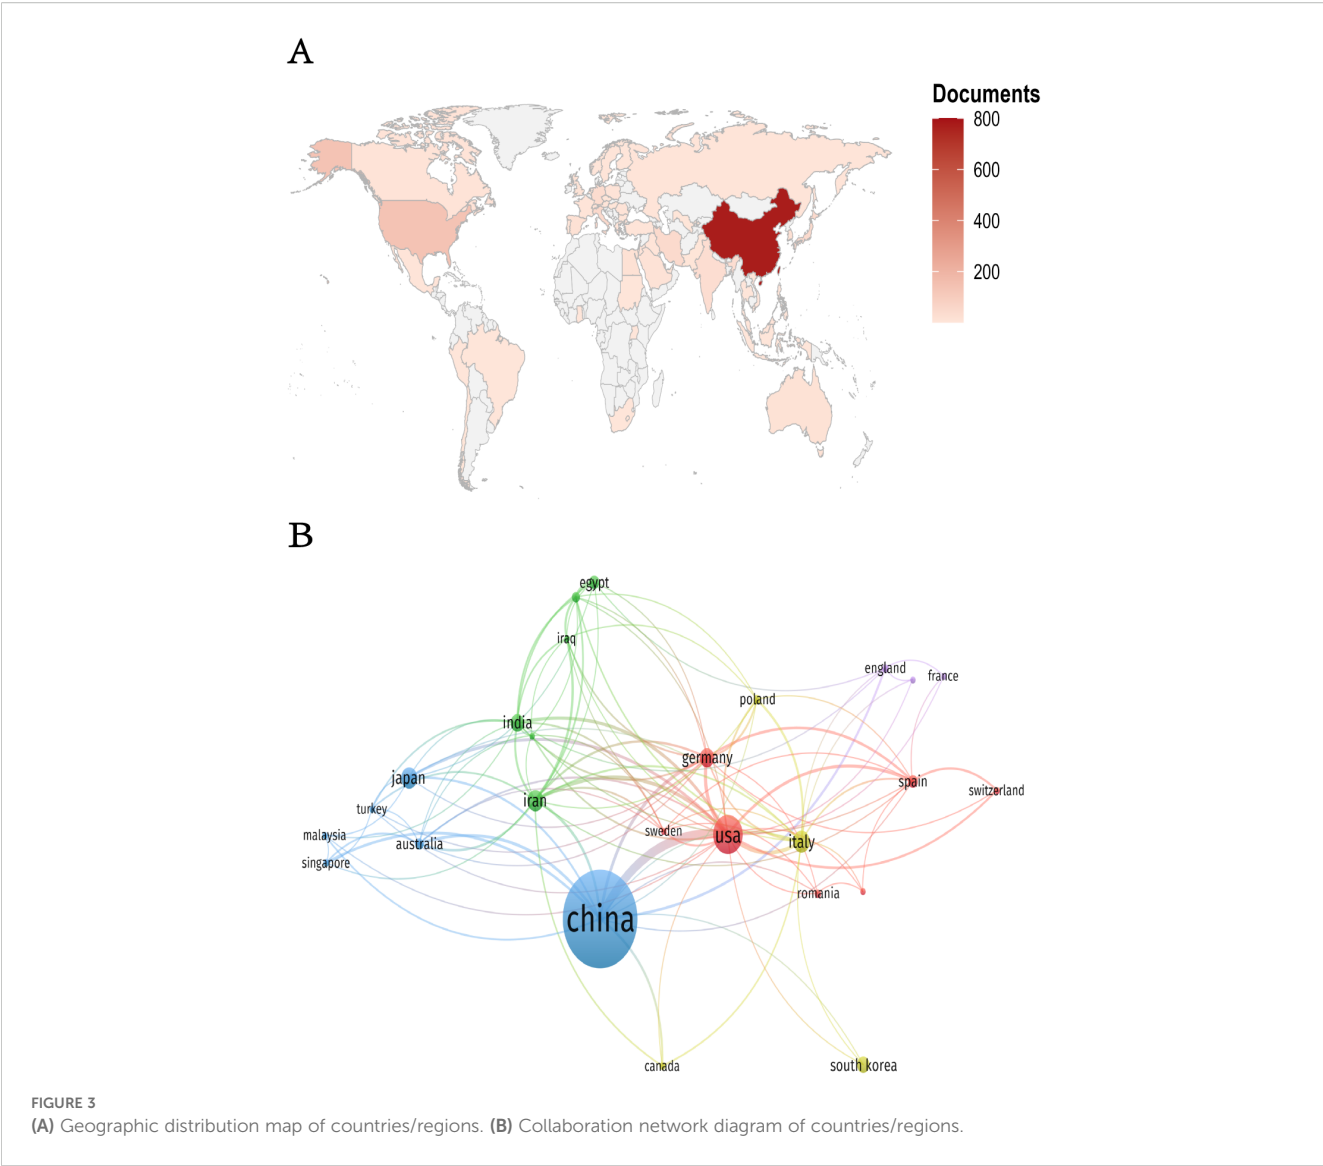 A
Documents
800
600
400
200
B
egypt
iraq
england
france
poland
india
germany
japan
spain
switzerland
iran
turkey
sweden
usa
italy
malaysia
australia
singapore
romania
china
canada
south korea
FIGURE 3
(A) Geographic distribution map of countries/regions. (B) Collaboration network diagram of countries/regions.